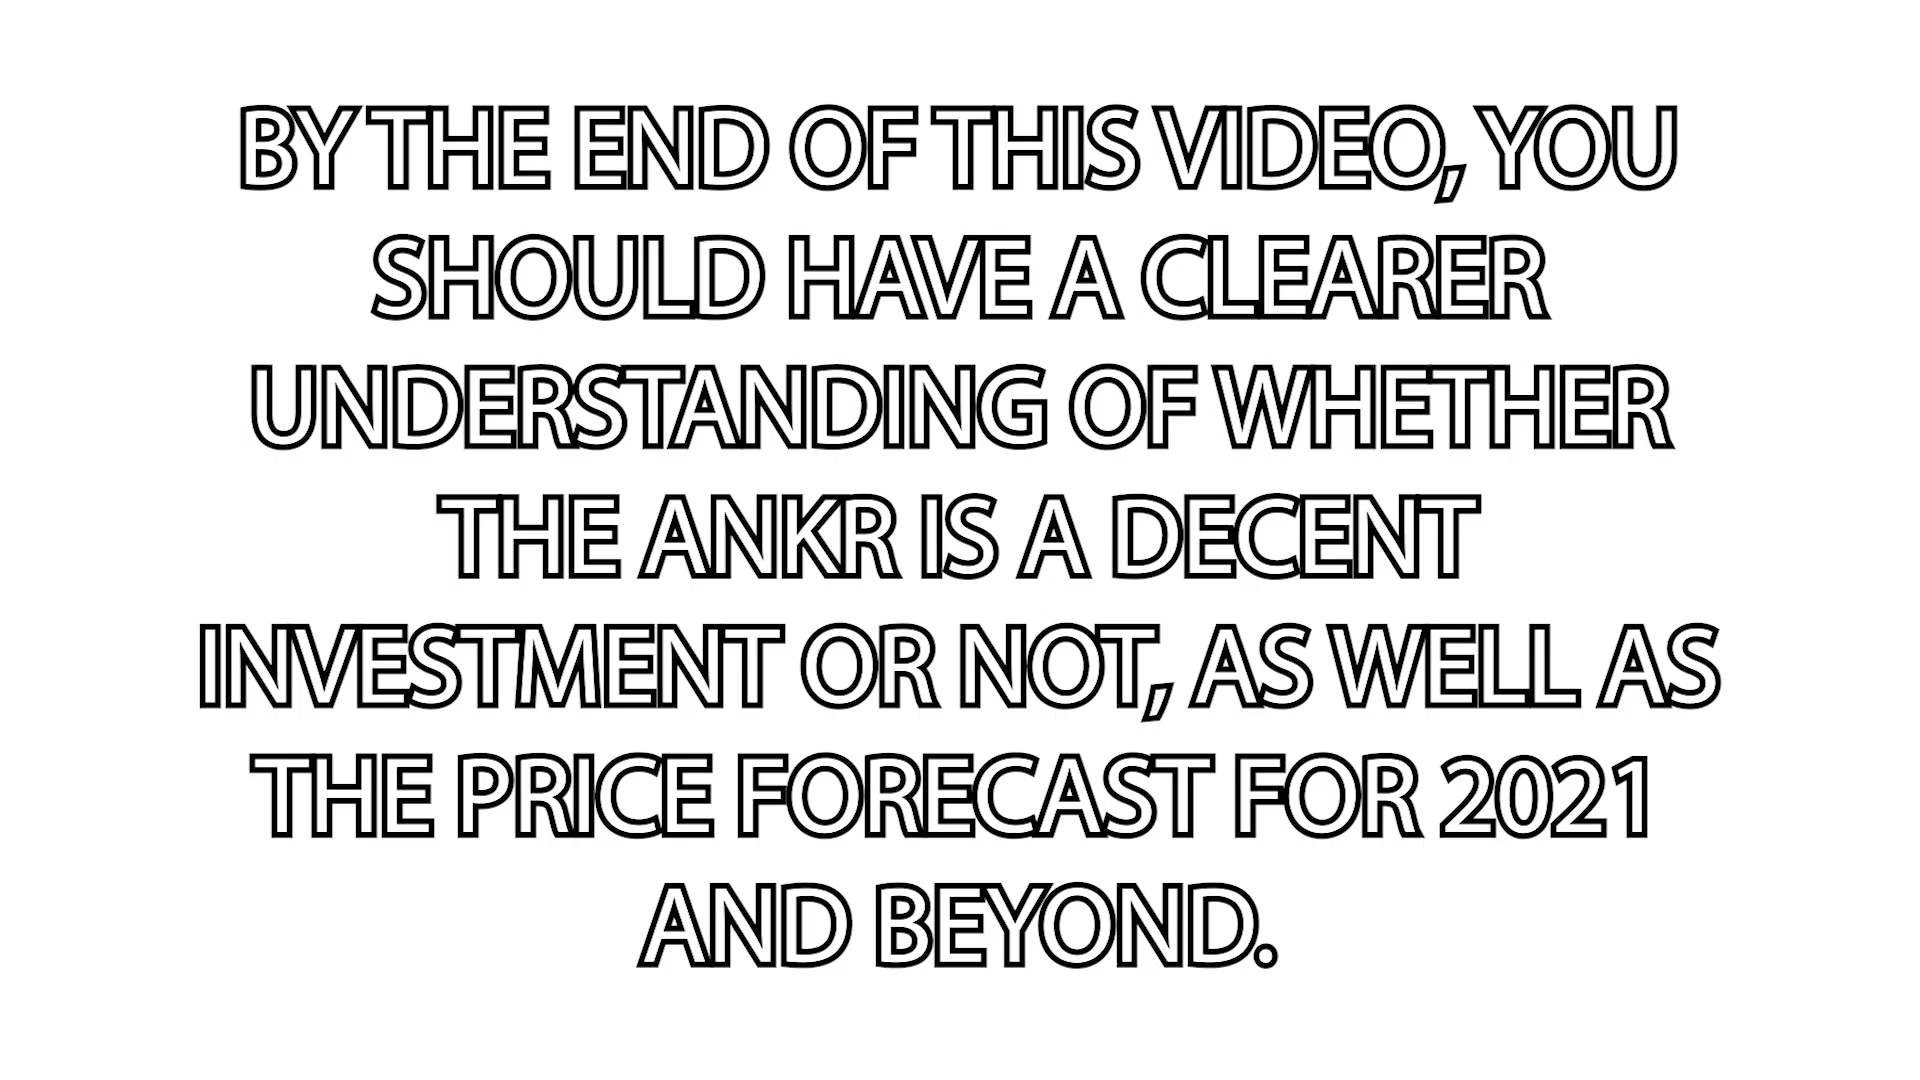 BY THE END OF THIS VIDEO, YOU
SHOULD HAVE A CLEARER
UNDERSTANDING OF WHETHER
THE ANKR IS A DECENT
INVESTMENT OR NOT, AS WELL AS
THE PRICE FORECAST FOR 2021
AND BEYOND.